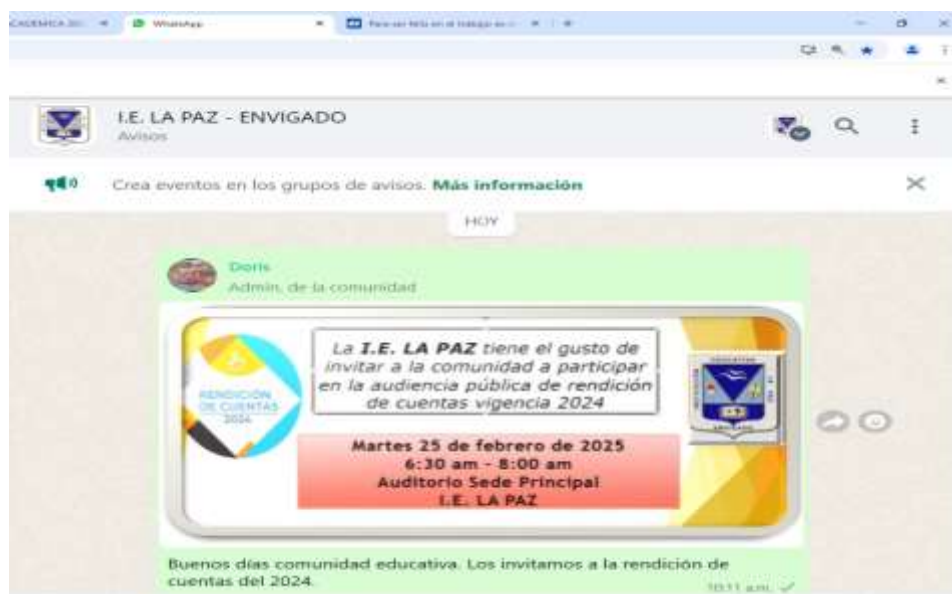 WhatsApp
I.E. LA PAZ - ENVIGADO
Avisos
Crea eventos en los grupos de avisos. Más información
HOY
Doris
Admin. de la comunidad
RENDICIÓN
DE CUENTAS
2024
La I.E. LA PAZ tiene el gusto de
invitar a la comunidad a participar
en la audiencia pública de rendición
de cuentas vigencia 2024
Martes 25 de febrero de 2025
6:30 am - 8:00 am
Auditorio Sede Principal
I.E. LA PAZ
ENVIGADO
Buenos días comunidad educativa. Los invitamos a la rendición de
cuentas del 2024.
10:11 a.m.